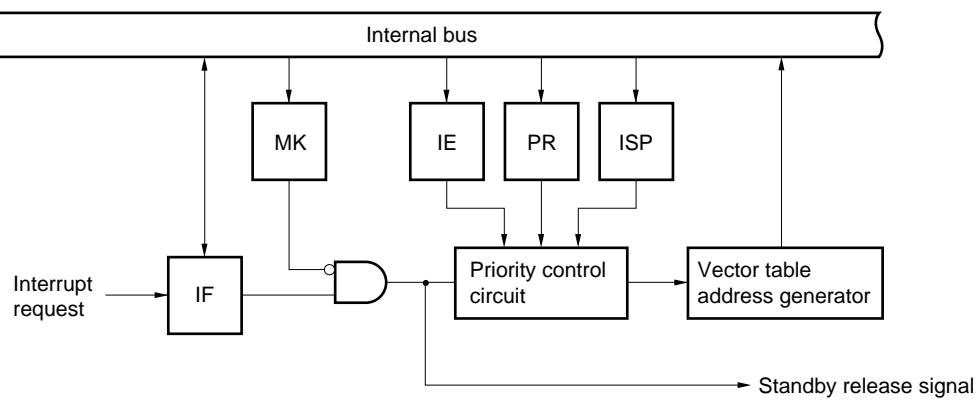 Internal bus
MK
IE
PR
ISP
Interrupt
request
IF
Priority control
circuit
Vector table
address generator
Standby release signal